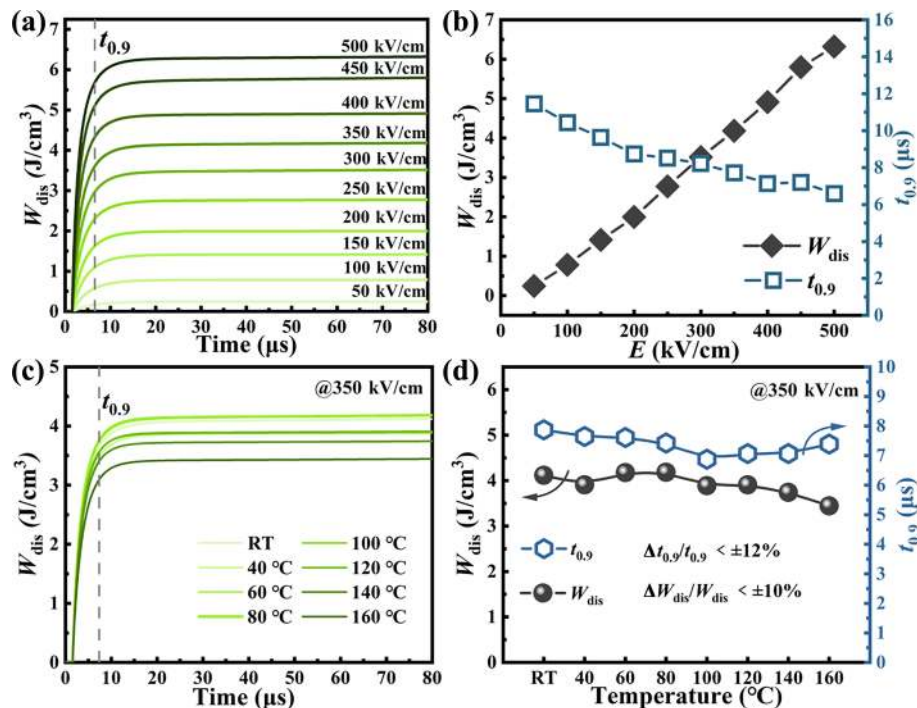 (a)
t0.9
500 kV/cm
450 kV/cm
400 kV/cm
350 kV/cm
300 kV/cm
250 kV/cm
200 kV/cm
150 kV/cm
100 kV/cm
50 kV/cm
7
6
5
4
3
2
1
0
Wdis (J/cm3)
0 10 20 30 40 50 60 70 80
Time (μs)
(b)
7
6
5
4
3
2
1
0
Wdis (J/cm3)
16
14
12
10
8
6
4
2
0
t0.9 (μs)
Wdis
t0.9
0 100 200 300 400 500
E (kV/cm)
(c)
@350 kV/cm
t0.9
5
4
3
2
1
0
Wdis (J/cm3)
RT 100 °C
40 °C 120 °C
60 °C 140 °C
80 °C 160 °C
0 10 20 30 40 50 60 70 80
Time (μs)
(d)
@350 kV/cm
6
5
4
3
2
1
0
Wdis (J/cm3)
10
9
8
7
6
5
4
3
2
1
0
t0.9 (μs)
t0.9 Δt0.9/t0.9 < ±12%
Wdis ΔWdis/Wdis < ±10%
RT 40 60 80 100 120 140 160
Temperature (°C)